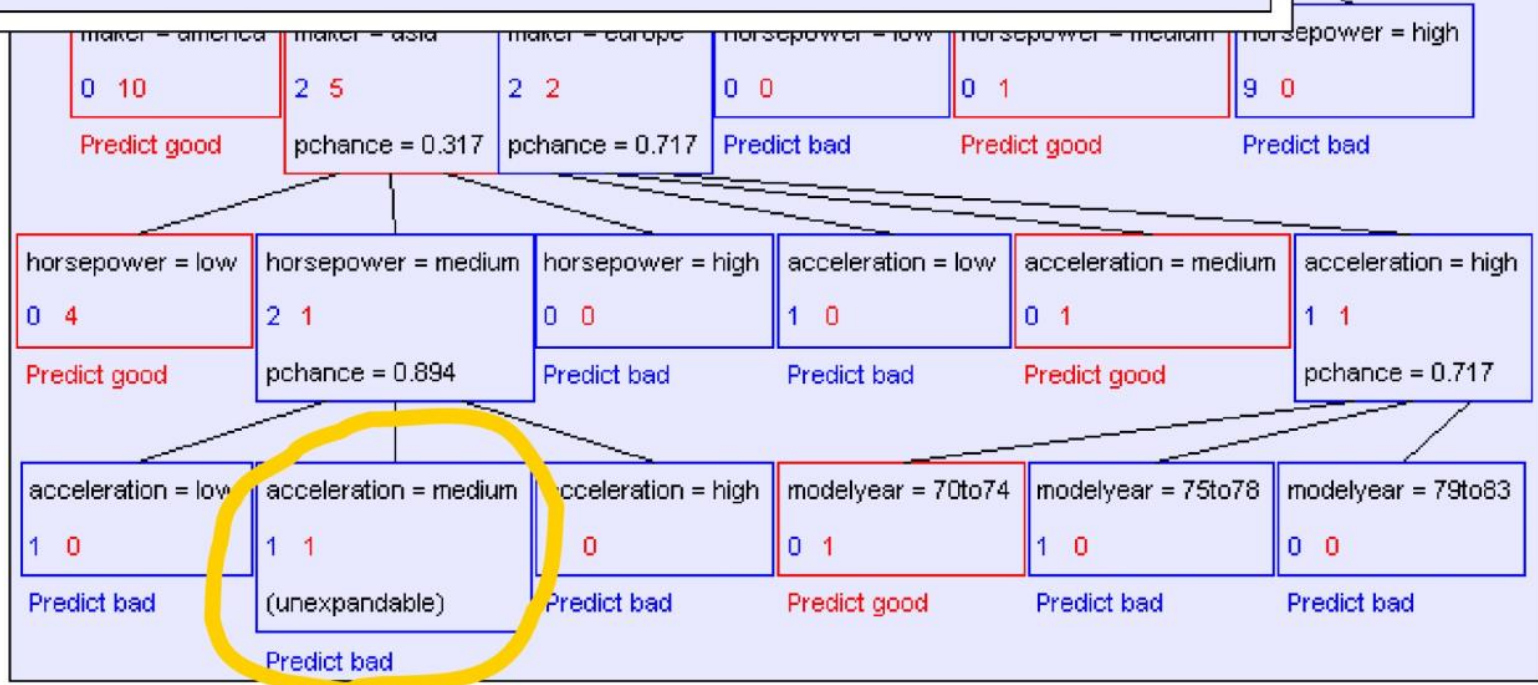 maker = america maker = asia maker = europe horsepower = low horsepower = medium horsepower = high
0 10 2 5 2 2 0 0 0 1 9 0
Predict good pchance = 0.317 pchance = 0.717 Predict bad Predict good Predict bad
horsepower = low horsepower = medium horsepower = high acceleration = low acceleration = medium acceleration = high
0 4 2 1 0 0 1 0 0 1 1 1
Predict good pchance = 0.894 Predict bad Predict bad Predict good pchance = 0.717
acceleration = low acceleration = medium acceleration = high modelyear = 70to74 modelyear = 75to78 modelyear = 79to83
1 0 1 1 0 0 1 1 0 0 0
Predict bad (unexpandable) Predict bad Predict good Predict bad Predict bad
Predict bad